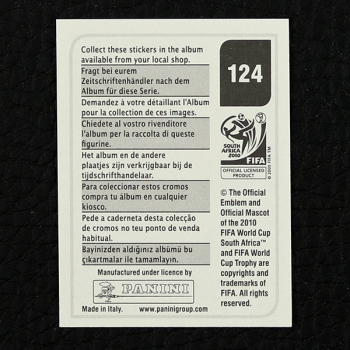 Collect these stickers in the album
available from your local shop.
Fragt bei eurem
Zeitschriftenhändler nach dem
Album für diese Serie.
Demandez à votre détaillant l'Album
pour la collection de ces images.
Chiedete al vostro rivenditore
l'album per la raccolta di queste
figurine.
Het album en de andere
plaatjes zijn verkrijgbaar bij de
tijdschrifthandelaar.
Para coleccionar estos cromos
compra tu álbum en cualquier
kiosco.
Pede a caderneta desta colecção
de cromos no teu ponto de venda
habitual.
Bayinizden aldığınız albümü bu
çıkartmalar ile tamamlayın.
Manufactured under licence by
PANINI
Made in Italy. www.paninigroup.com
124
SOUTH AFRICA
2010
FIFA
OFFICIAL LICENSED
PRODUCT
© 2005 FIFA TM
© The Official
Emblem and
Official Mascot
of the 2010
FIFA World Cup
South Africa™
and FIFA World
Cup Trophy are
copyrights and
trademarks of
FIFA. All rights
reserved.